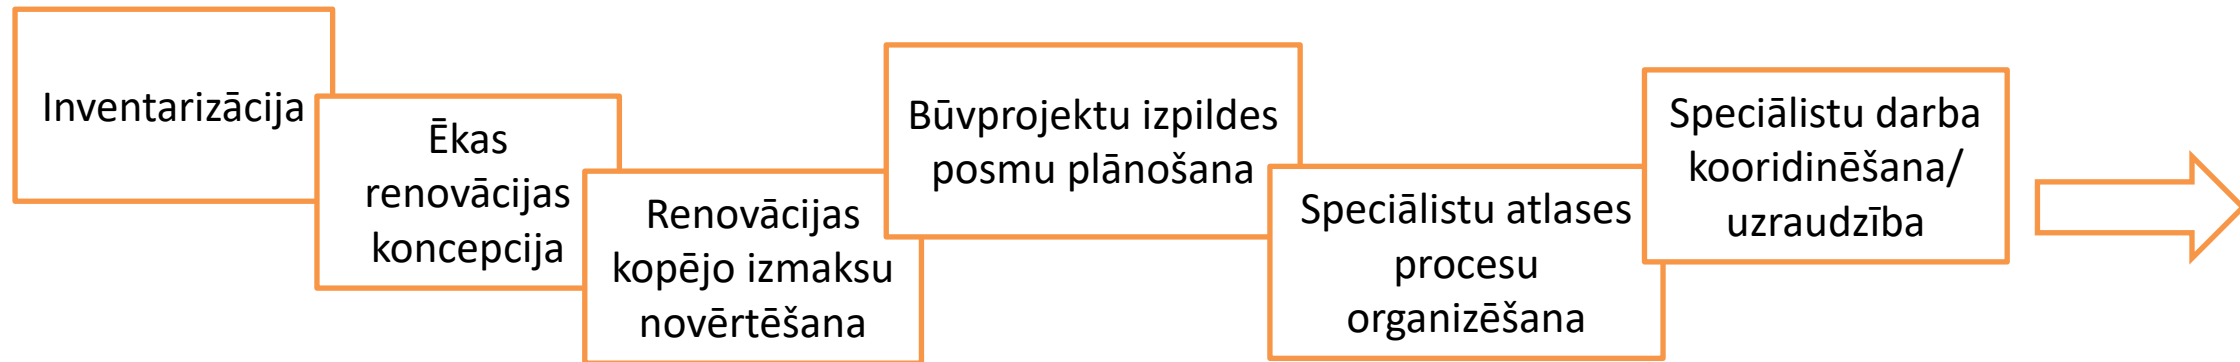 Inventarizācija
Ēkas
renovācijas
koncepcija
Renovācijas
kopējo izmaksu
novērtēšana
Būvprojektu izpildes
posmu plānošana
Speciālistu atlases
procesu
organizēšana
Speciālistu darba
kooridinēšana/
uzraudzība